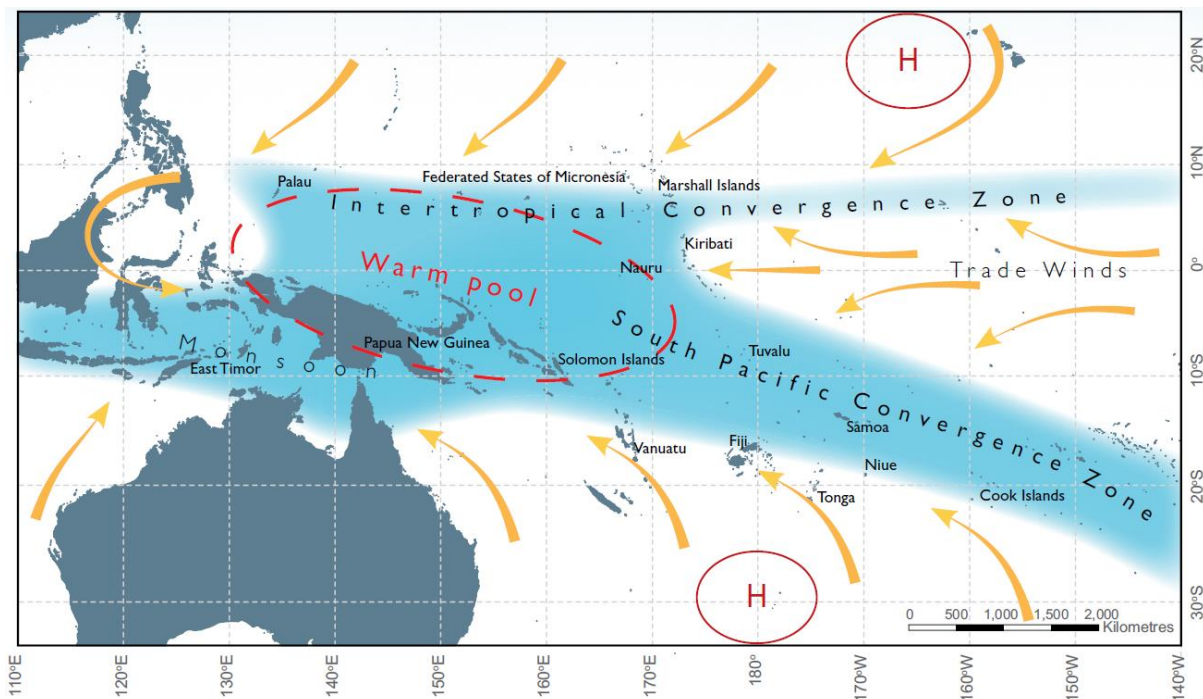 H
20°N
10°N
Palau
Federated States of Micronesia
Marshall Islands
Intertropical Convergence Zone
Kiribati
Warm pool
Nauru
Trade Winds
0°
South Pacific Convergence Zone
Monsoon
Papua New Guinea
East Timor
Solomon Islands
Tuvalu
10°S
Samoa
Vanuatu
Fiji
Niue
Tonga
Cook Islands
20°S
H
30°S
0 500 1,000 1,500 2,000
Kilometres
110°E 120°E 130°E 140°E 150°E 160°E 170°E 180° 170°W 160°W 150°W 140°W